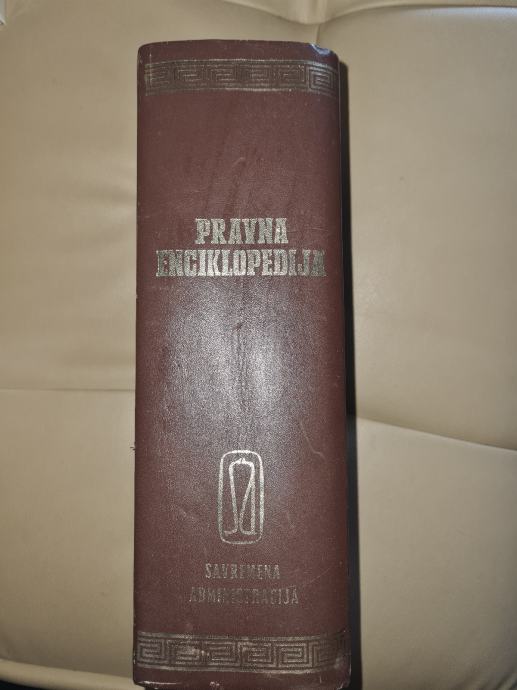 PRAVNA
ENCIKLOPEDIJA
SAVREMENA
ADMINISTRACIJA